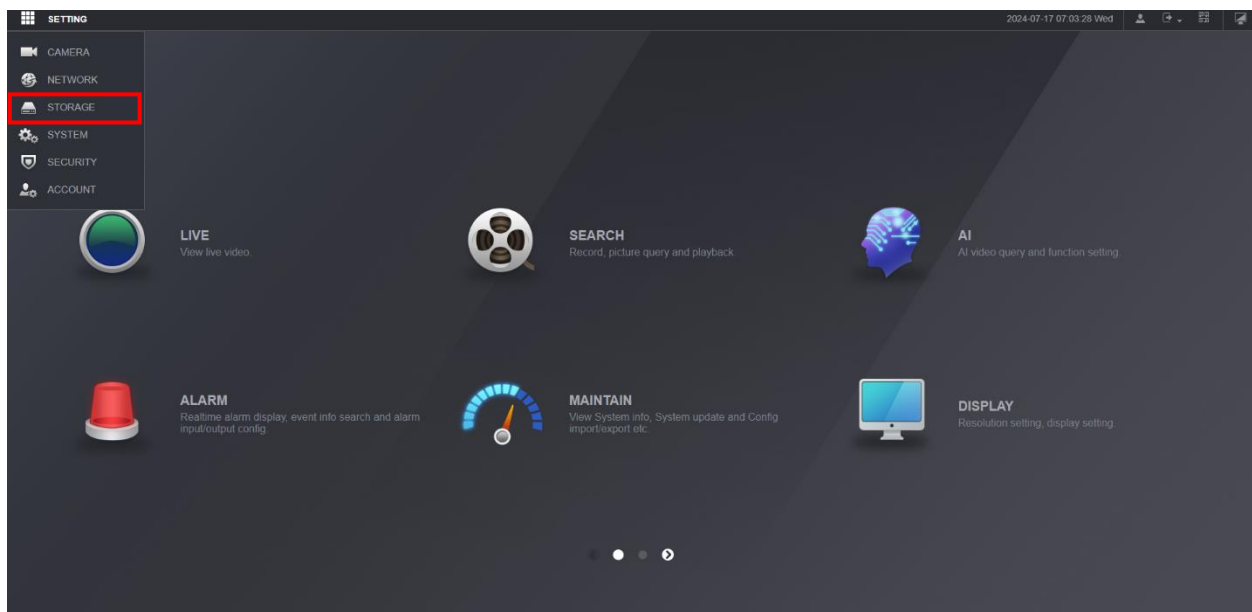 SETTING
2024-07-17 07:03:28 Wed
CAMERA
NETWORK
STORAGE
SYSTEM
SECURITY
ACCOUNT
LIVE
View live video.
SEARCH
Record, picture query and playback.
AI
AI video query and function setting.
ALARM
Realtime alarm display, event info search and alarm
input/output config.
MAINTAIN
View System info, System update and Config
import/export etc.
DISPLAY
Resolution setting, display setting.